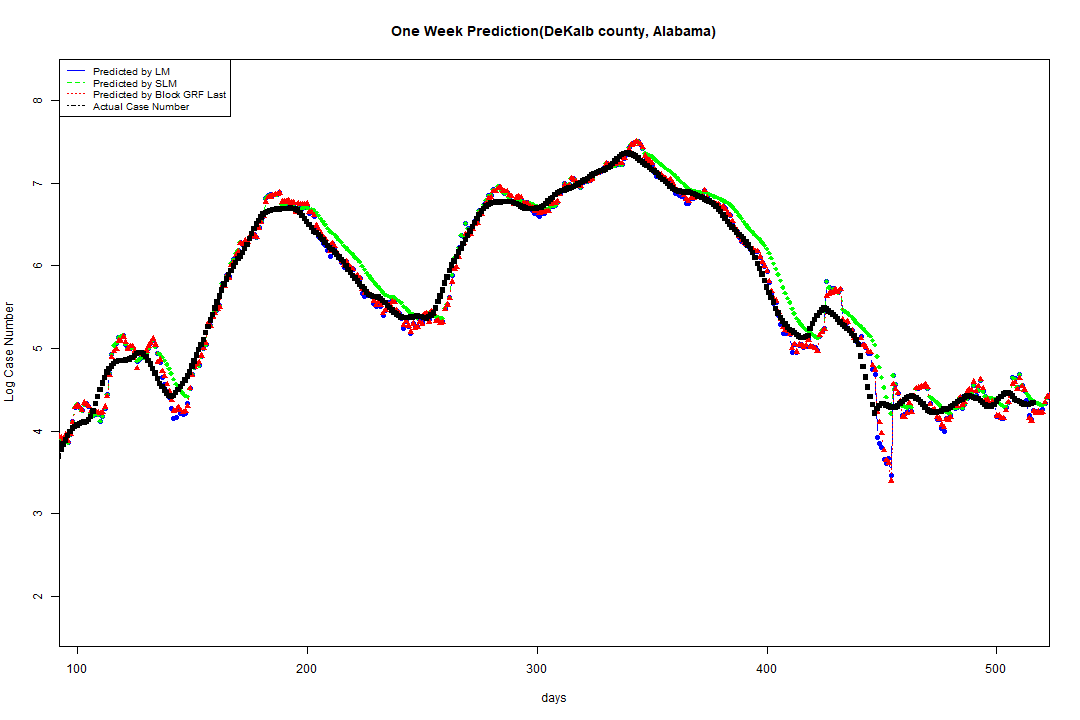 One Week Prediction(DeKalb county, Alabama)
Predicted by LM
Predicted by SLM
Predicted by Block GRF Last
Actual Case Number
8
7
6
5
4
3
2
Log Case Number
100 200 300 400 500
days